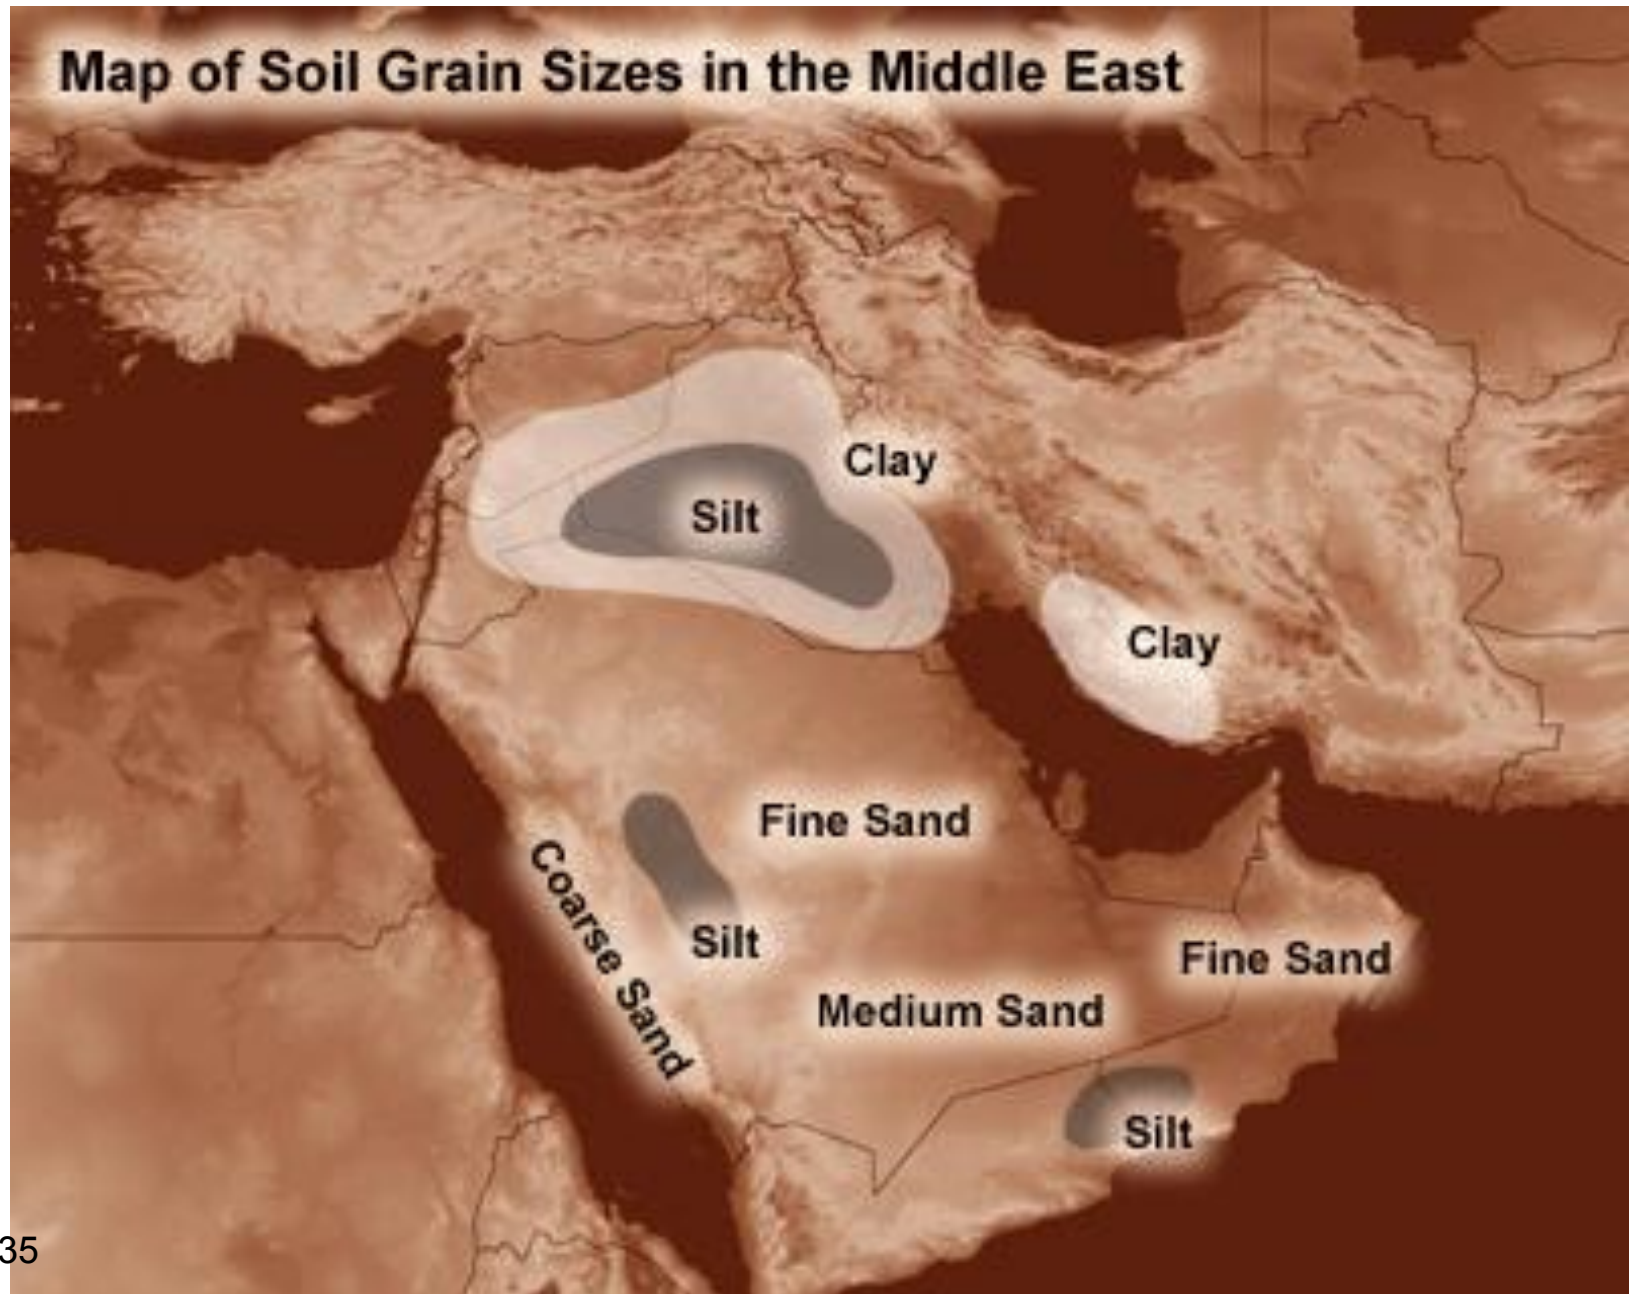 Map of Soil Grain Sizes in the Middle East
Clay
Silt
Clay
Fine Sand
Coarse Sand
Silt
Fine Sand
Medium Sand
Silt
35